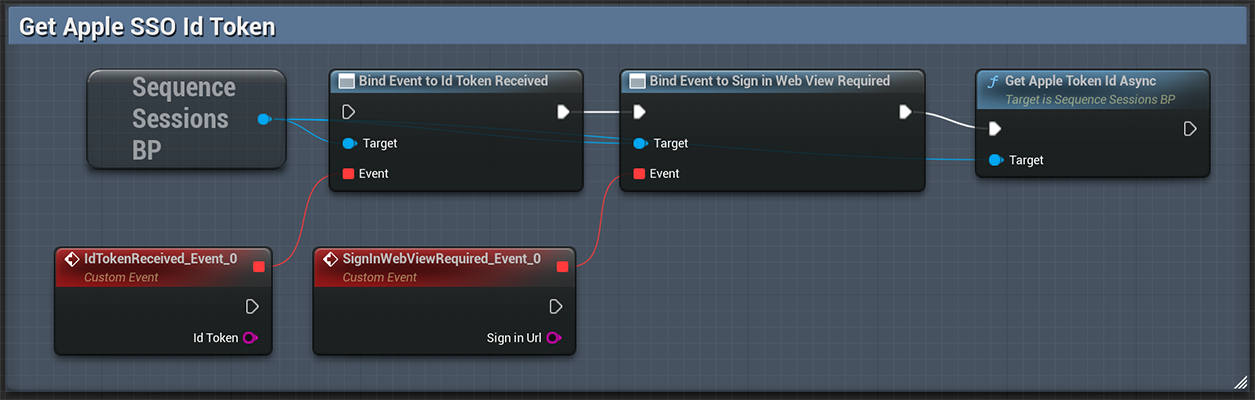 Get Apple SSO Id Token
Sequence
Sessions
BP
Bind Event to Id Token Received
Target
Event
Bind Event to Sign in Web View Required
Target
Event
Get Apple Token Id Async
Target is Sequence Sessions BP
Target
IdTokenReceived_Event_0
Custom Event
Id Token
SignInWebViewRequired_Event_0
Custom Event
Sign in Url